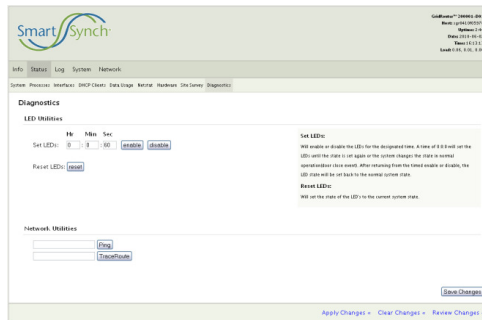 Smart Synch
GridRouter™
Host:
Uptime:
Date:
Time:
Load:
Info Status Log System Network
System Processes Interfaces DHCP Clients Data Usage Netstat Hardware Site Survey Diagnostics
Diagnostics
LED Utilities
Hr Min Sec
Set LEDs: 0 : 0 : 60 enable disable
Reset LEDs: reset
Set LEDs:
Will enable or disable the LEDs for the designated time. A time of 0:0:0 will set the
LEDs until the state is set again or the system changes the state in normal
operation(door close event). After returning from the timed enable or disable, the
LED state will be set back to the normal system state.
Reset LEDs:
Will set the state of the LED's to the current system state.
Network Utilities
Ping
TraceRoute
Save Changes
Apply Changes « Clear Changes « Review Changes